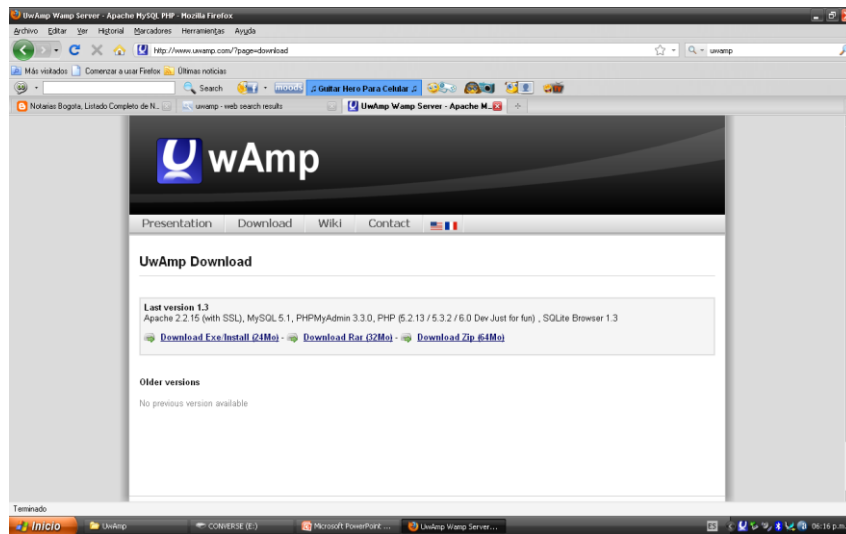 UwAmp Wamp Server - Apache MySQL PHP - Mozilla Firefox
Archivo Editar Ver Historial Marcadores Herramientas Ayuda
http://www.uwamp.com/?page=download
uwamp
Más visitados Comenzar a usar Firefox Últimas noticias
Search moods Guitar Hero Para Celular
Notarias Bogota, Listado Completo de N... uwamp - web search results UwAmp Wamp Server - Apache M...
UwAmp
Presentation Download Wiki Contact
UwAmp Download
Last version 1.3
Apache 2.2.15 (with SSL), MySQL 5.1, PHPMyAdmin 3.3.0, PHP (5.2.13 / 5.3.2 / 6.0 Dev Just for fun) , SQLite Browser 1.3
Download Exe/Install (24Mo) - Download Rar (32Mo) - Download Zip (64Mo)
Older versions
No previous version available
Terminado
Inicio UwAmp CONVERSE (E:) Microsoft PowerPoint ... UwAmp Wamp Server... 06:16 p.m.